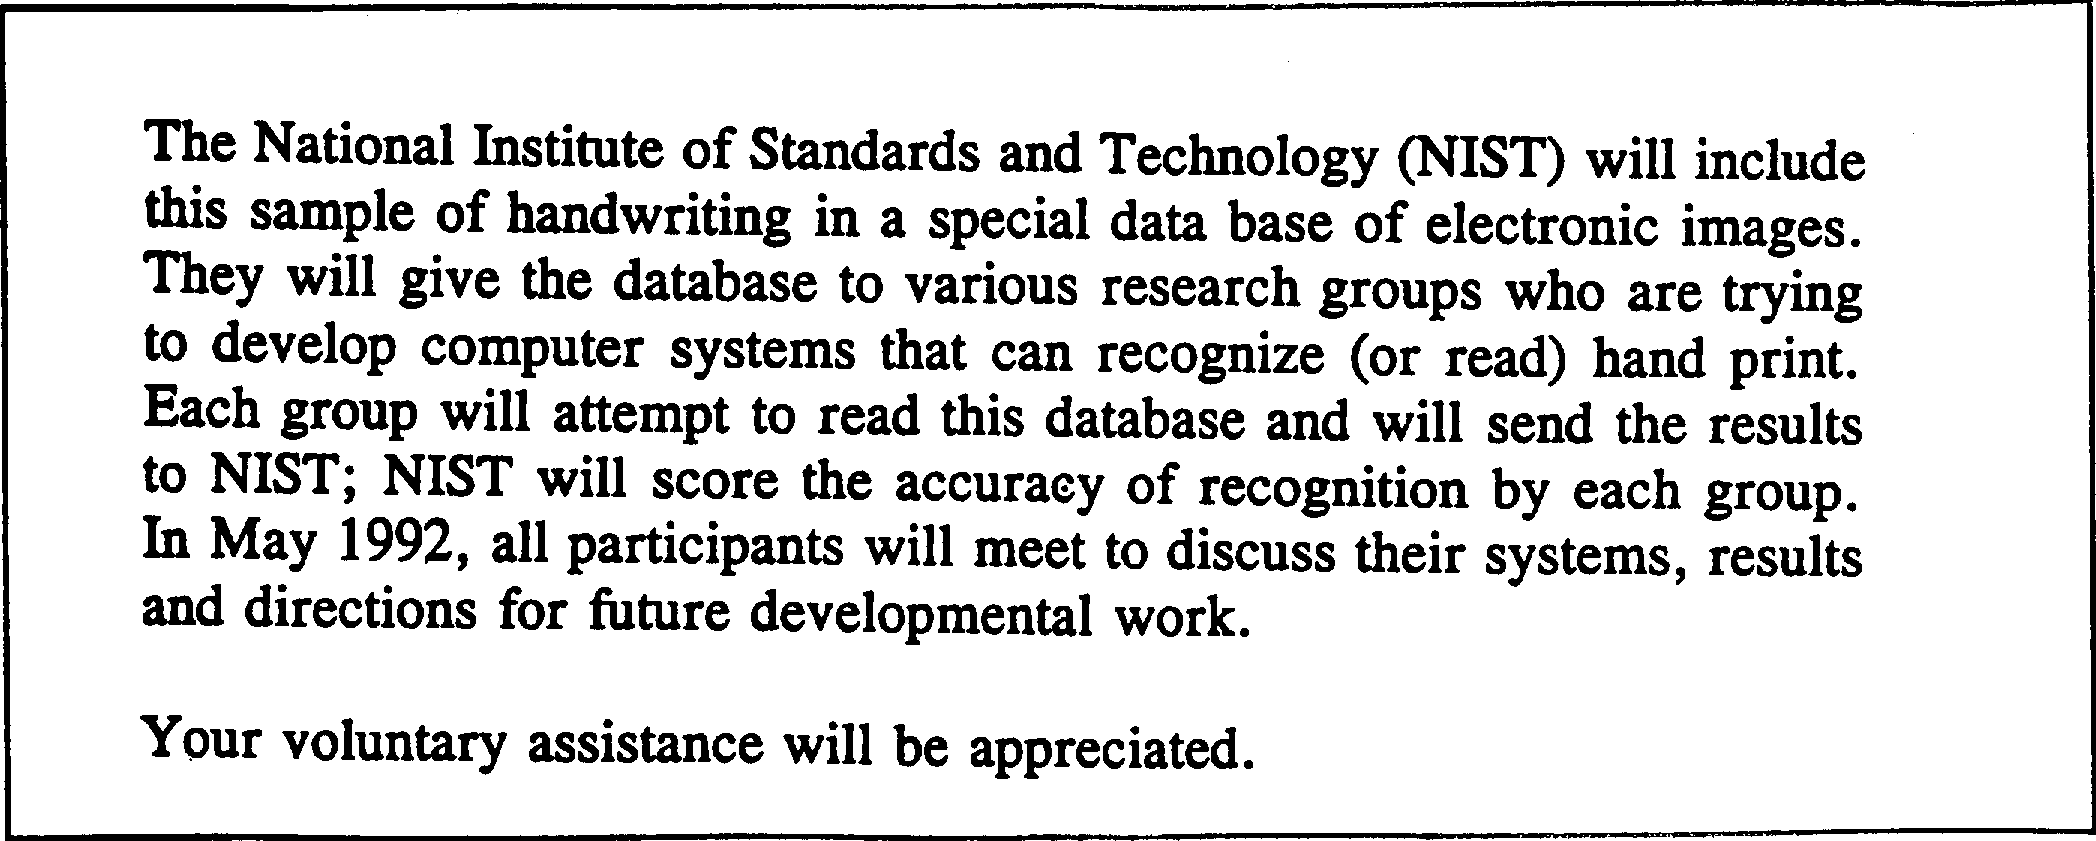 The National Institute of Standards and Technology (NIST) will include
this sample of handwriting in a special data base of electronic images.
They will give the database to various research groups who are trying
to develop computer systems that can recognize (or read) hand print.
Each group will attempt to read this database and will send the results
to NIST; NIST will score the accuracy of recognition by each group.
In May 1992, all participants will meet to discuss their systems, results
and directions for future developmental work.
Your voluntary assistance will be appreciated.